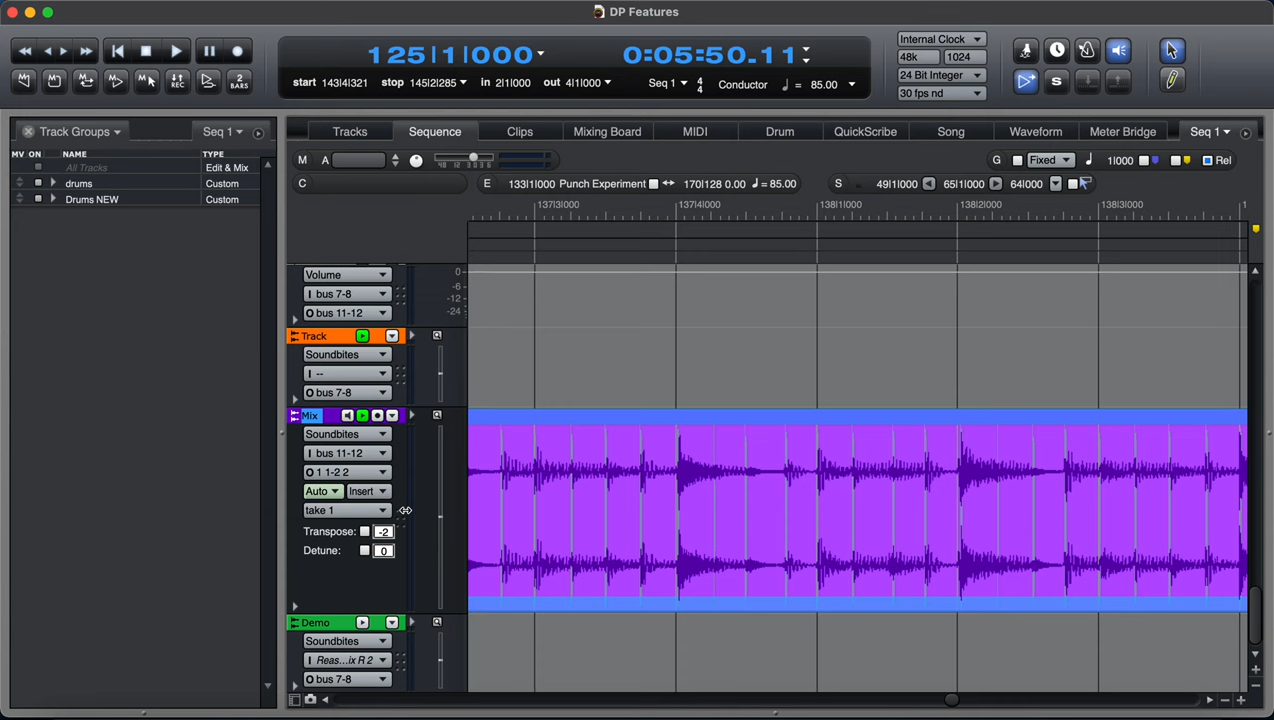 DP Features
125|1|000
0:05:50.11
start 143|4|321 stop 145|2|285 in 2|1|000 out 4|1|000
Seq 1 4 4 Conductor = 85.00
Internal Clock
48k 1024
24 Bit Integer
30 fps nd
2 BARS
S
Track Groups Seq 1
Tracks Sequence Clips Mixing Board MIDI Drum QuickScribe Song Waveform Meter Bridge Seq 1
MV ON NAME TYPE
All Tracks Edit & Mix
drums Custom
Drums NEW Custom
M A G Fixed 1|000 Rel
C E 133|1|000 Punch Experiment 170|128 0.00 = 85.00 S 49|1|000 65|1|000 64|000
137|3|000 137|4|000 138|1|000 138|2|000 138|3|000 1
Volume
I bus 7-8
O bus 11-12
0
-6
-12
-24
Track
Soundbites
I --
O bus 7-8
Mix
Soundbites
I bus 11-12
O 1 1-2 2
Auto Insert
take 1
Transpose: -2
Detune: 0
Demo
Soundbites
I Reas...ix R 2
O bus 7-8